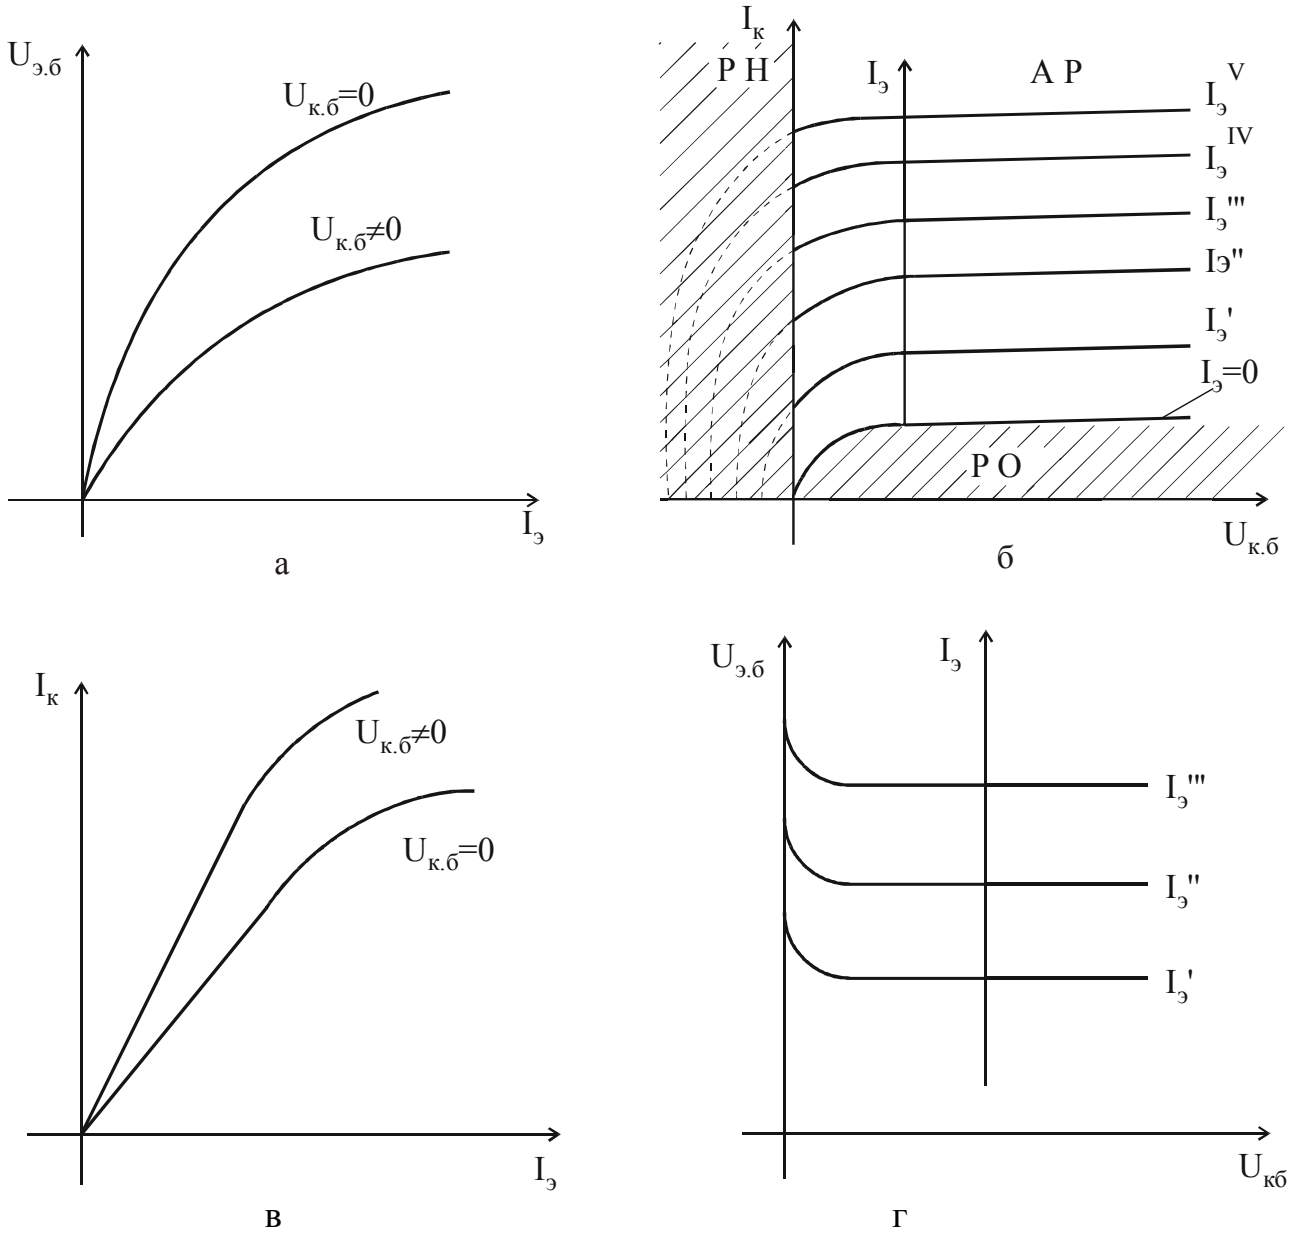 Uэ.б
Uк.б=0
Uк.б≠0
Iэ
а
Iк
Р Н
Iэ
А Р
IэV
IэIV
Iэ'''
Iэ''
Iэ'
Iэ=0
Р О
Uк.б
б
Iк
Uк.б≠0
Uк.б=0
Iэ
в
Uэ.б
Iэ
Iэ'''
Iэ''
Iэ'
Uкб
г